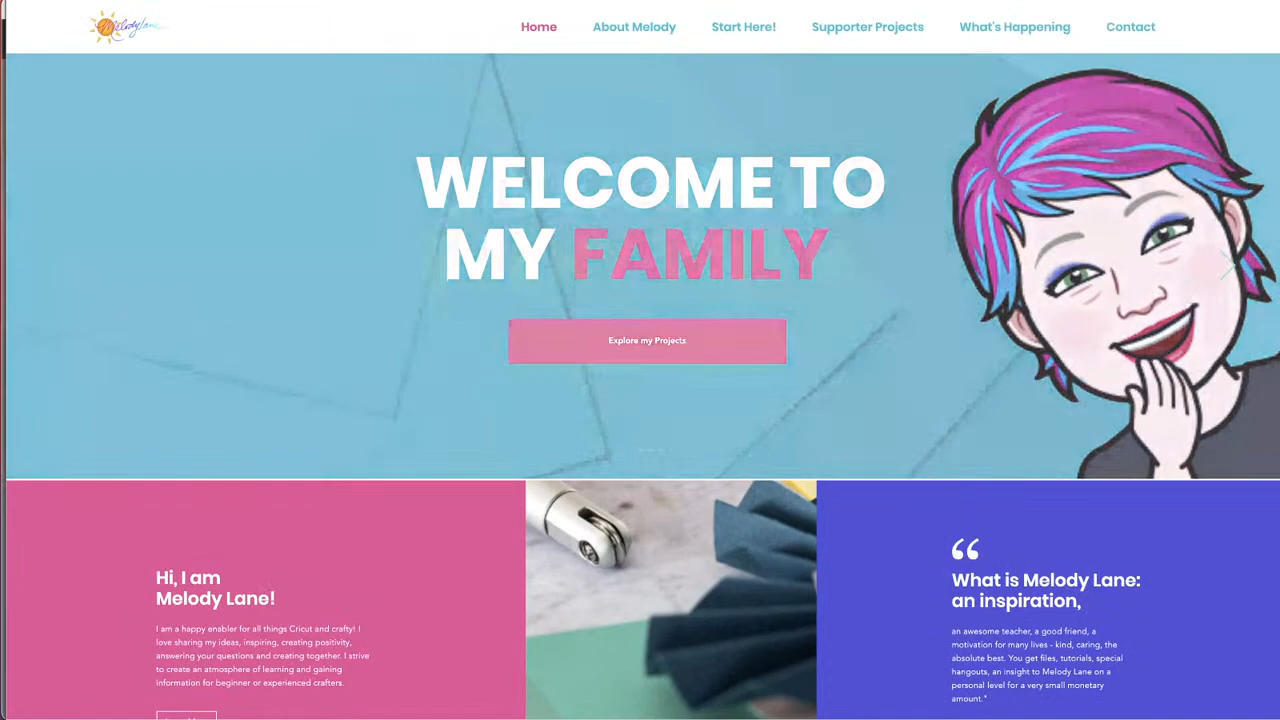 Melody Lane
Home
About Melody
Start Here!
Supporter Projects
What's Happening
Contact
WELCOME TO
MY FAMILY
Explore my Projects
Hi, I am
Melody Lane!
I am a happy enabler for all things Cricut and crafty! I
love sharing my ideas, inspiring, creating positivity,
answering your questions and creating together. I strive
to create an atmosphere of learning and gaining
information for beginner or experienced crafters.
“
What is Melody Lane:
an inspiration,
an awesome teacher, a good friend, a
motivation for many lives - kind, caring, the
absolute best. You get files, tutorials, special
hangouts, an insight to Melody Lane on a
personal level for a very small monetary
amount."